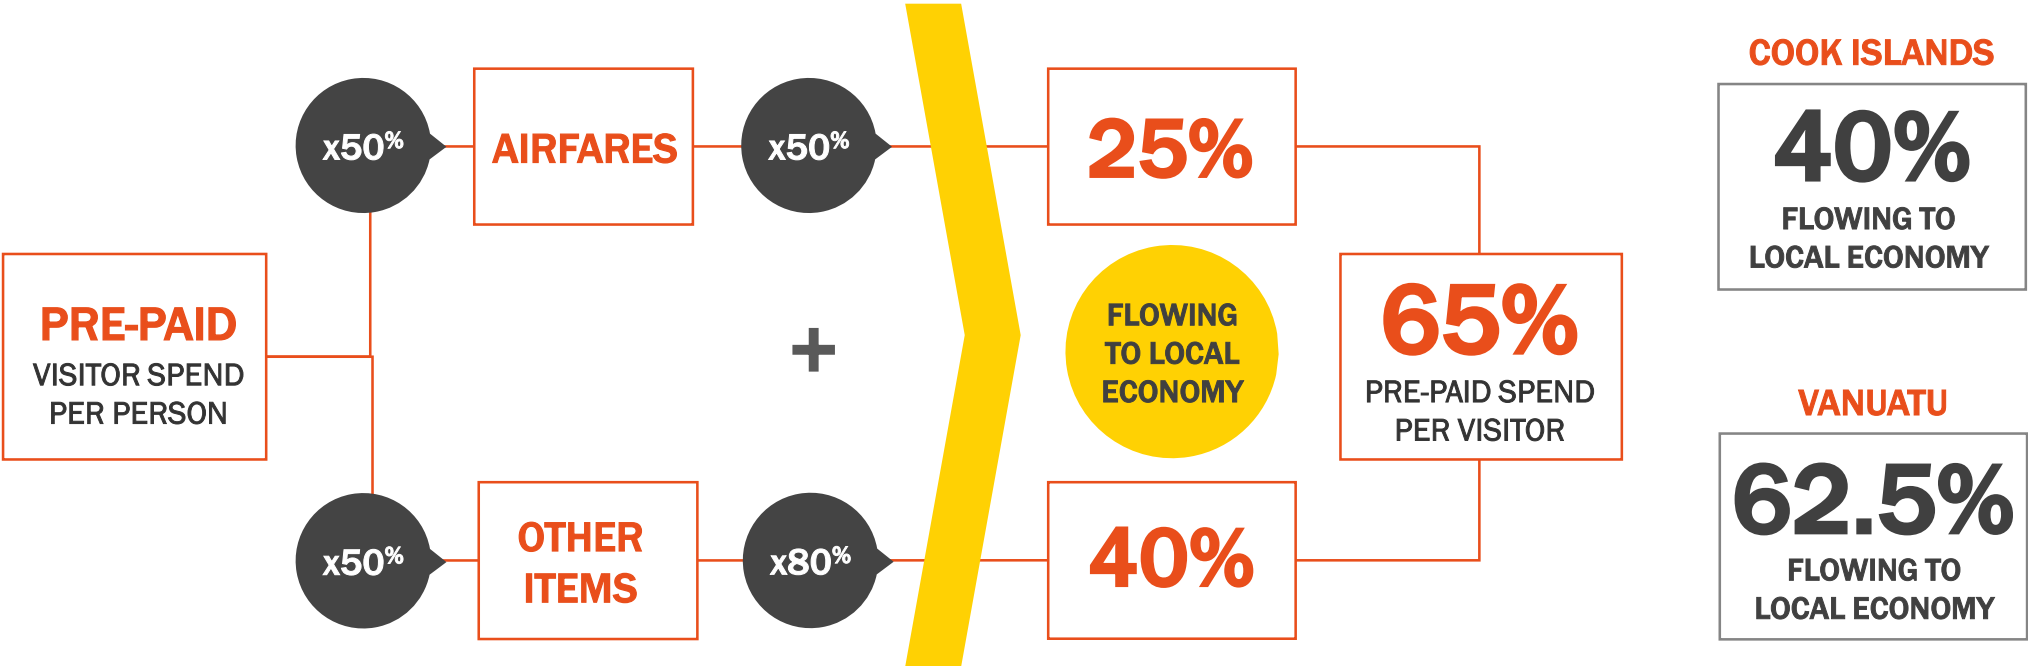 PRE-PAID
VISITOR SPEND
PER PERSON
x50%
AIRFARES
x50%
25%
+
x50%
OTHER
ITEMS
x80%
40%
FLOWING
TO LOCAL
ECONOMY
65%
PRE-PAID SPEND
PER VISITOR
COOK ISLANDS
40%
FLOWING TO
LOCAL ECONOMY
VANUATU
62.5%
FLOWING TO
LOCAL ECONOMY